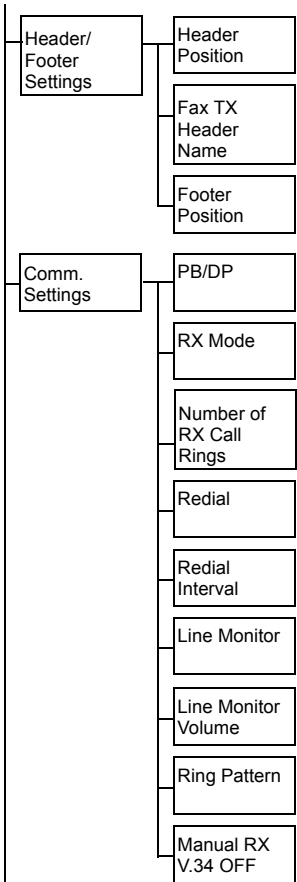 Header/
Footer
Settings
Header
Position
Fax TX
Header
Name
Footer
Position
Comm.
Settings
PB/DP
RX Mode
Number of
RX Call
Rings
Redial
Redial
Interval
Line Monitor
Line Monitor
Volume
Ring Pattern
Manual RX
V.34 OFF